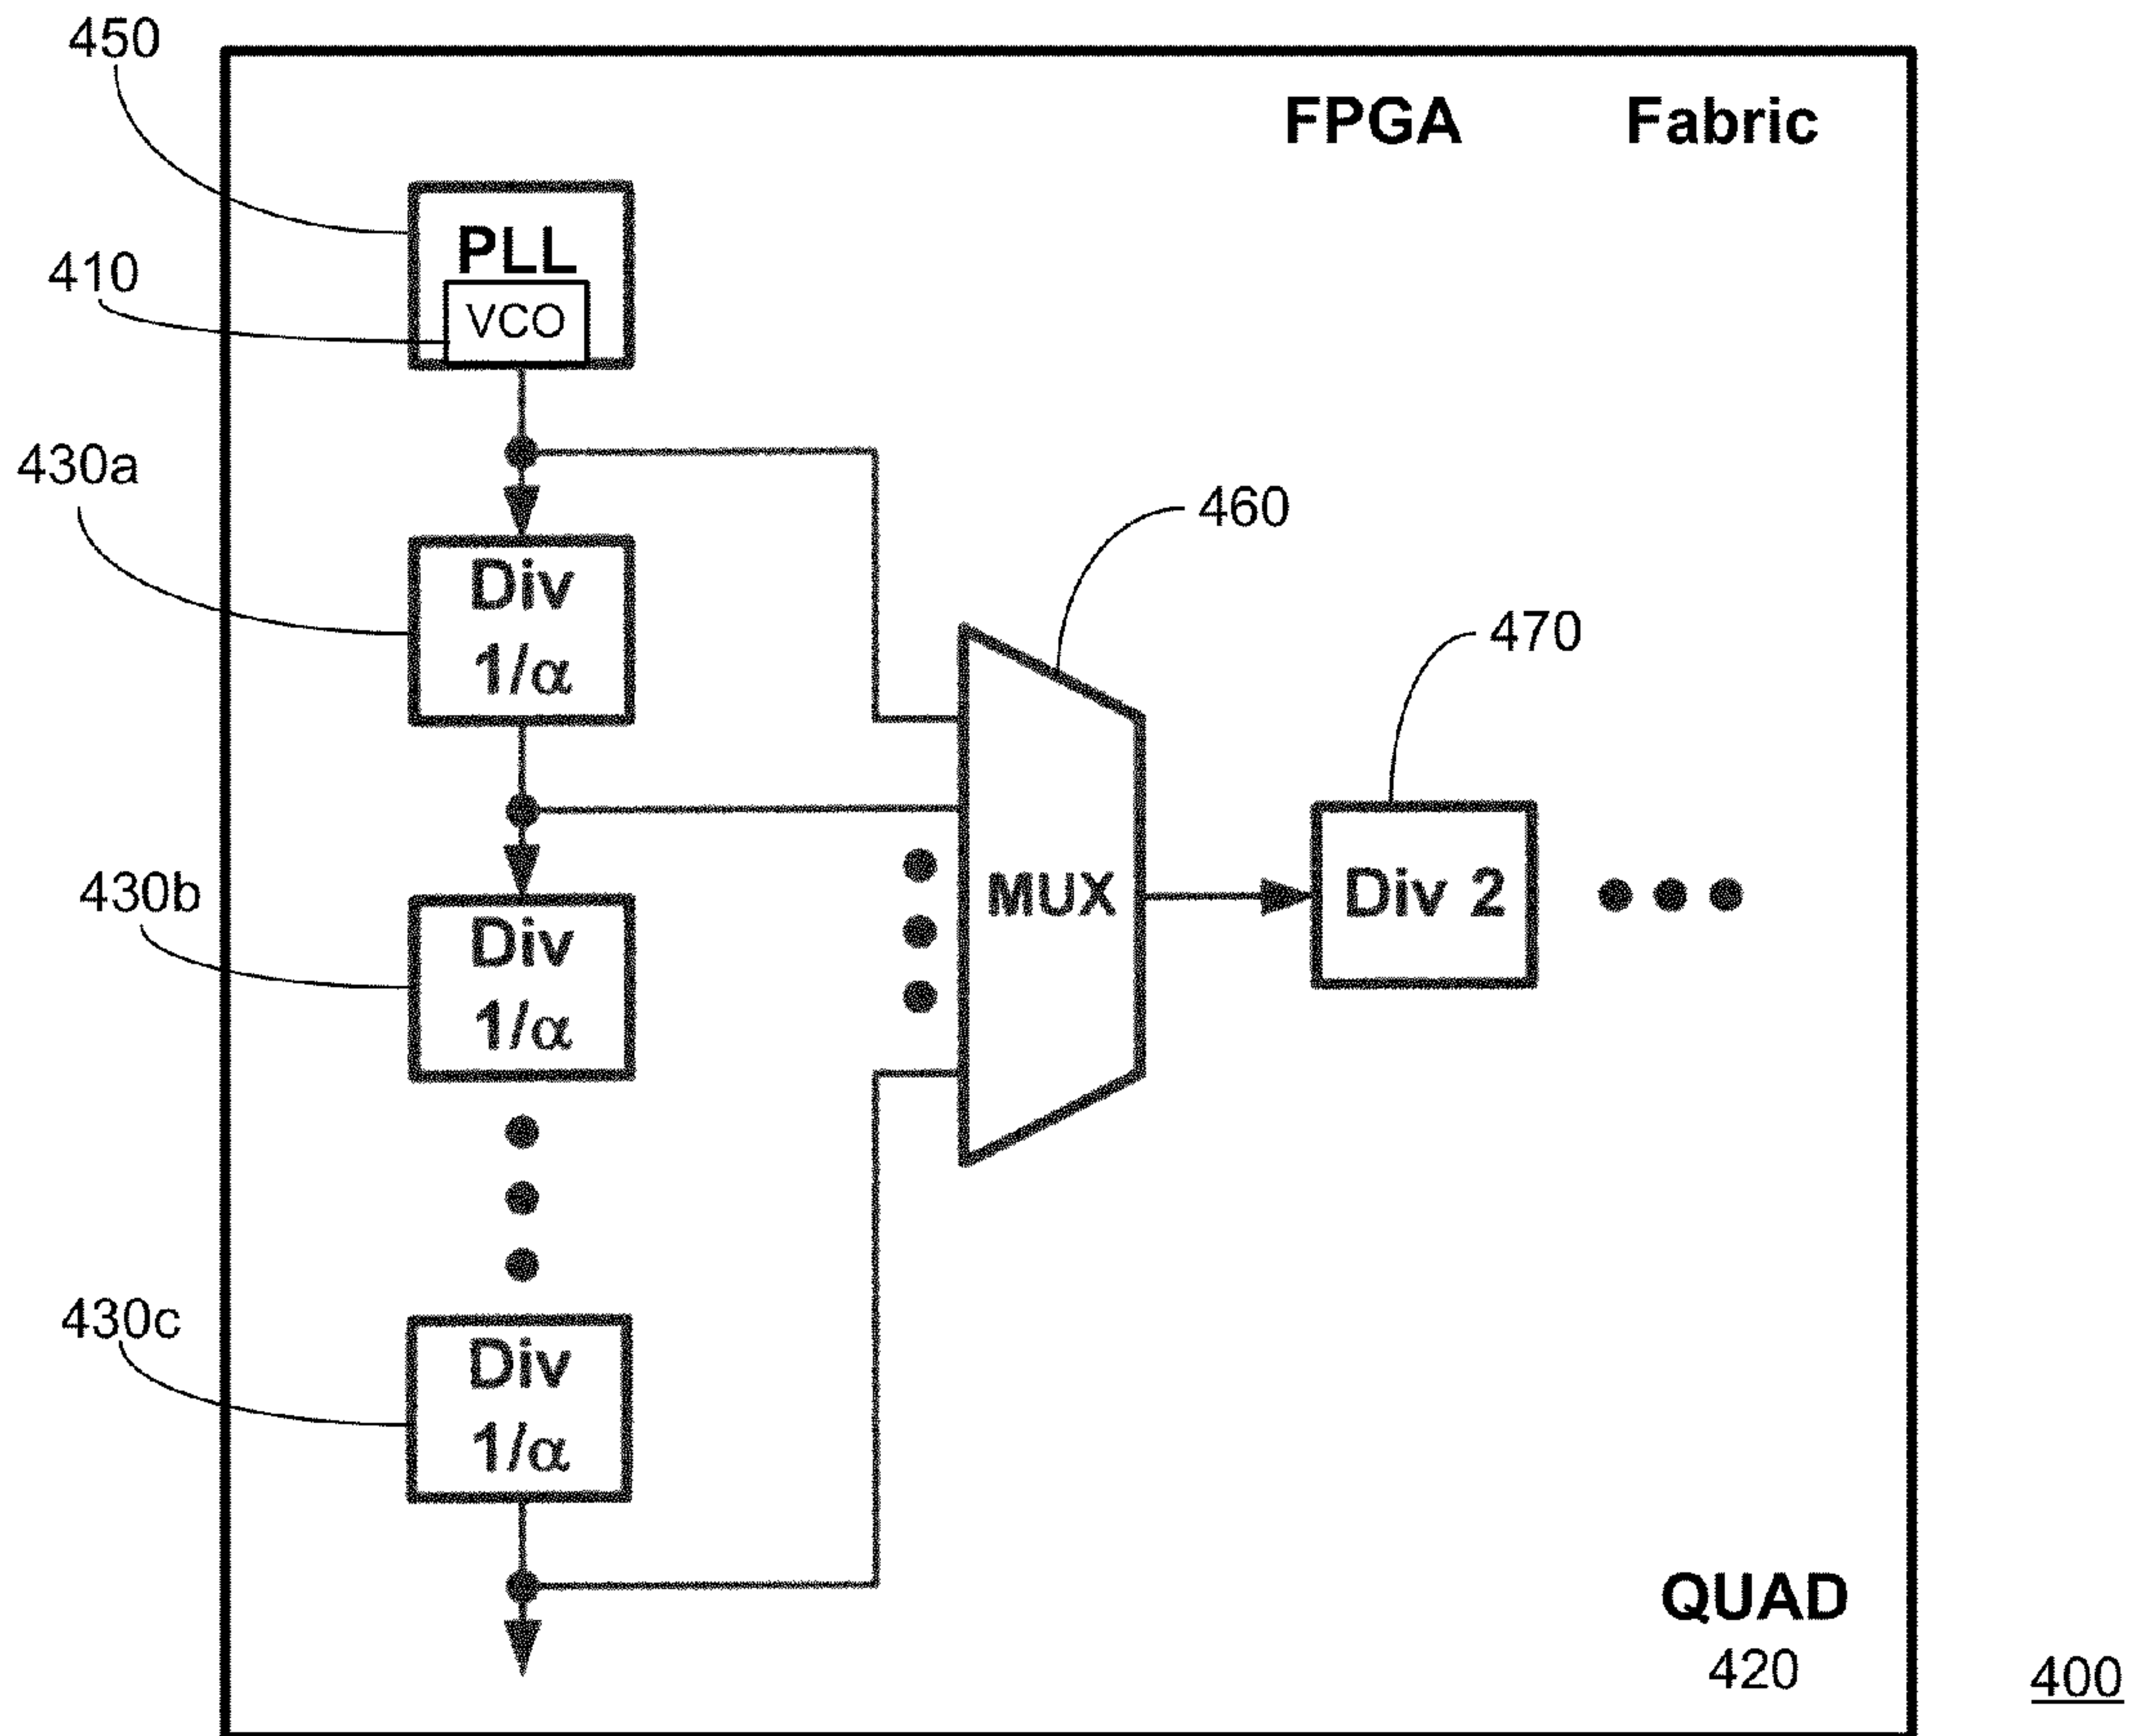 450
FPGA Fabric
PLL
410
VCO
430a
Div
1/α
460
470
430b
Div
1/α
MUX
Div 2
430c
Div
1/α
QUAD
420
400